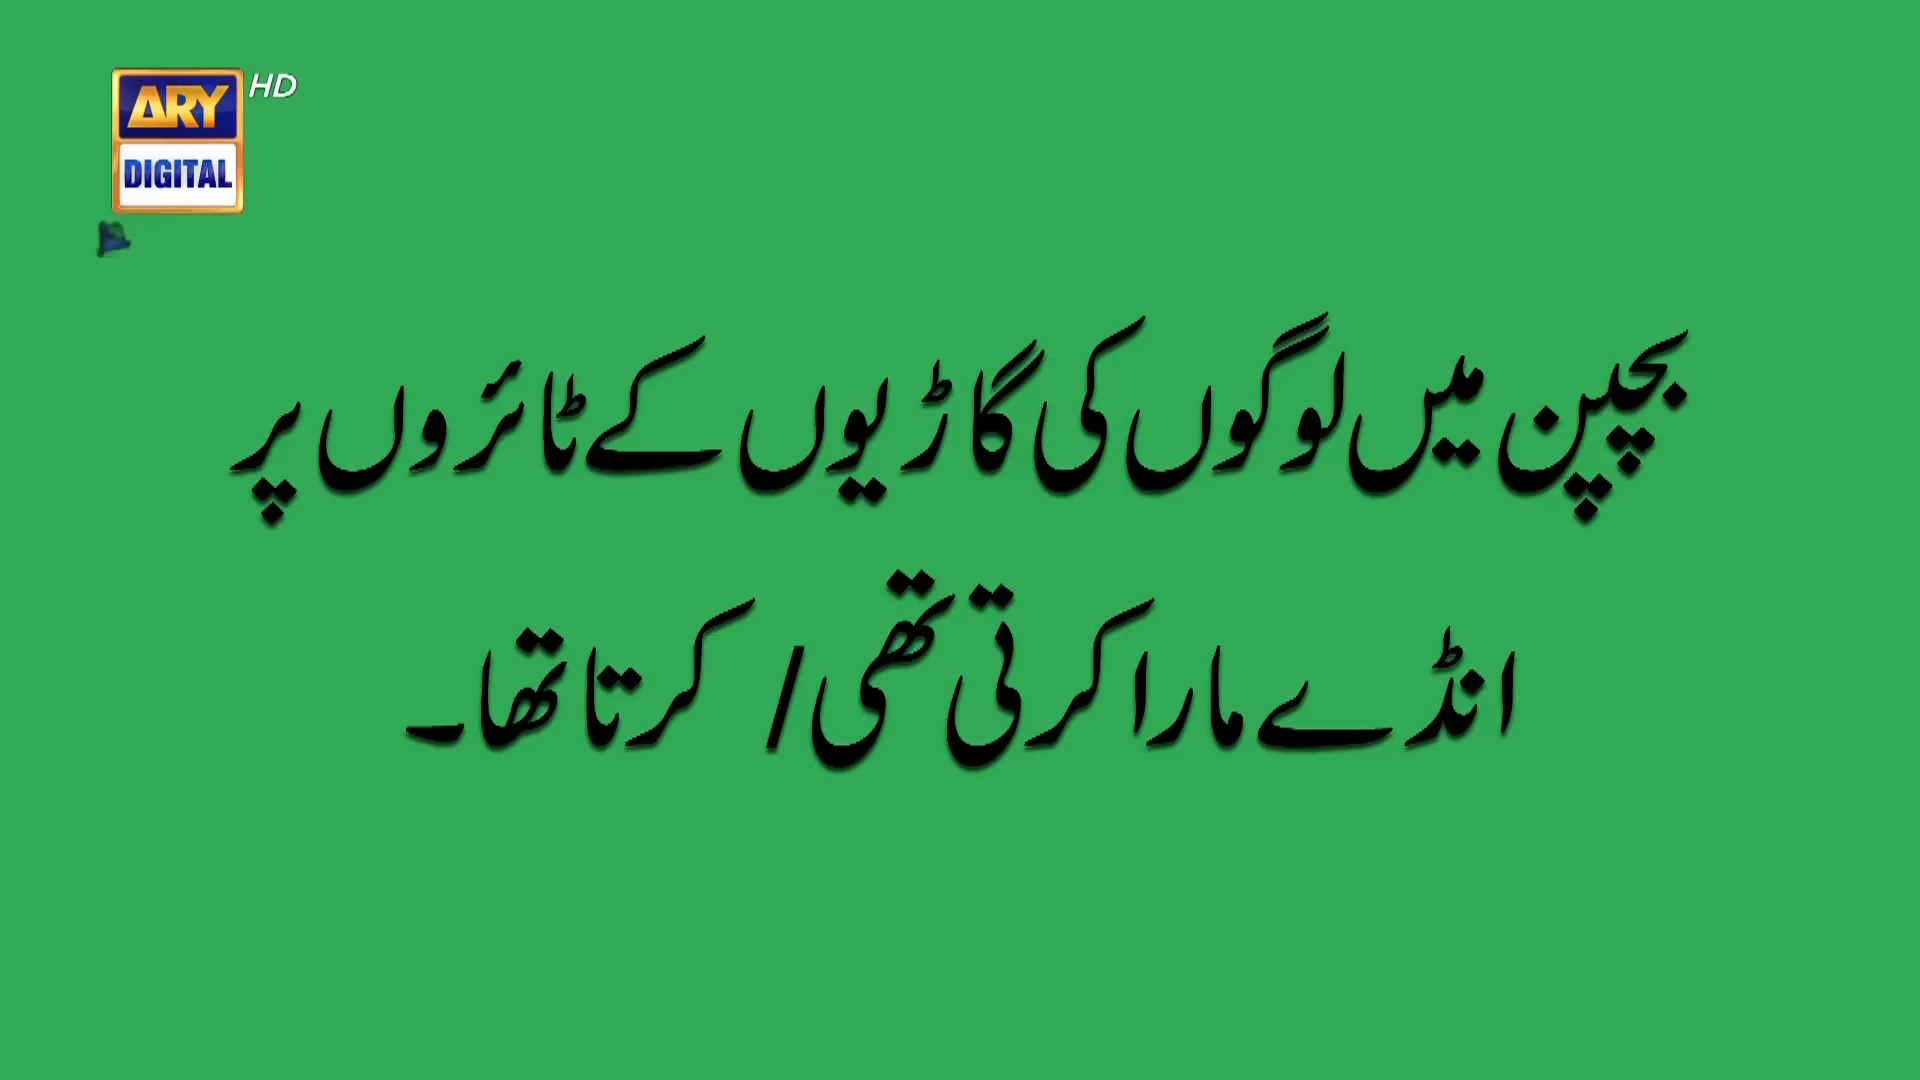 ARY HD
DIGITAL
بچپن میں لوگوں کی گاڑیوں کے ٹائروں پر
انڈے مارا کرتی تھی / کرتا تھا۔